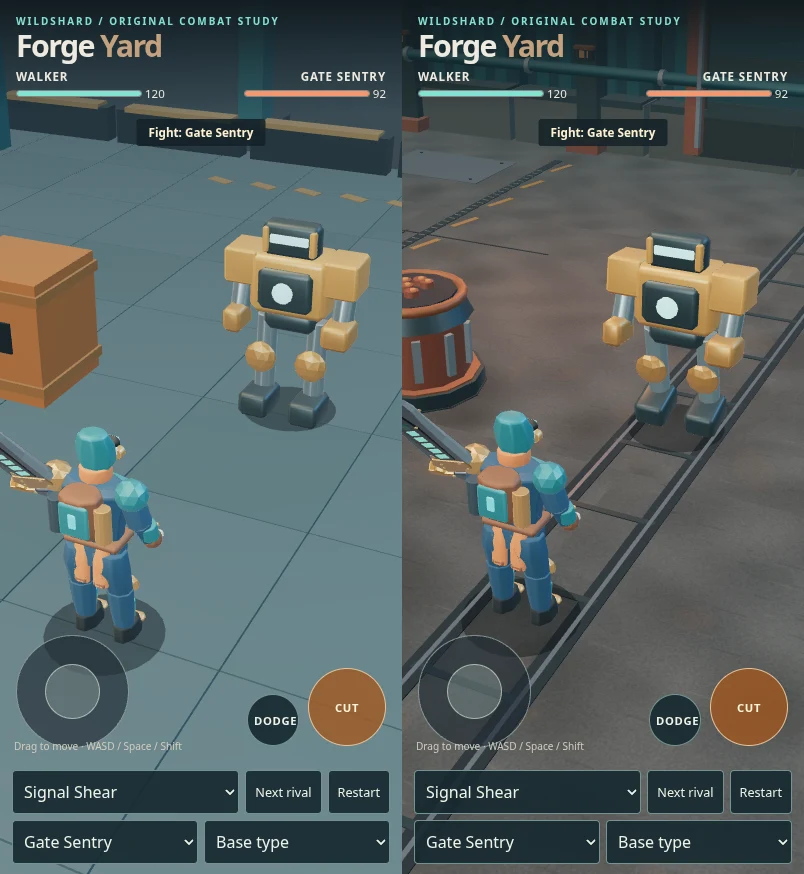 WILDSHARD / ORIGINAL COMBAT STUDY
Forge Yard
WALKER
GATE SENTRY
120
92
Fight: Gate Sentry
DODGE
CUT
Drag to move · WASD / Space / Shift
Signal Shear
Next rival
Restart
Gate Sentry
Base type
WILDSHARD / ORIGINAL COMBAT STUDY
Forge Yard
WALKER
GATE SENTRY
120
92
Fight: Gate Sentry
DODGE
CUT
Drag to move · WASD / Space / Shift
Signal Shear
Next rival
Restart
Gate Sentry
Base type